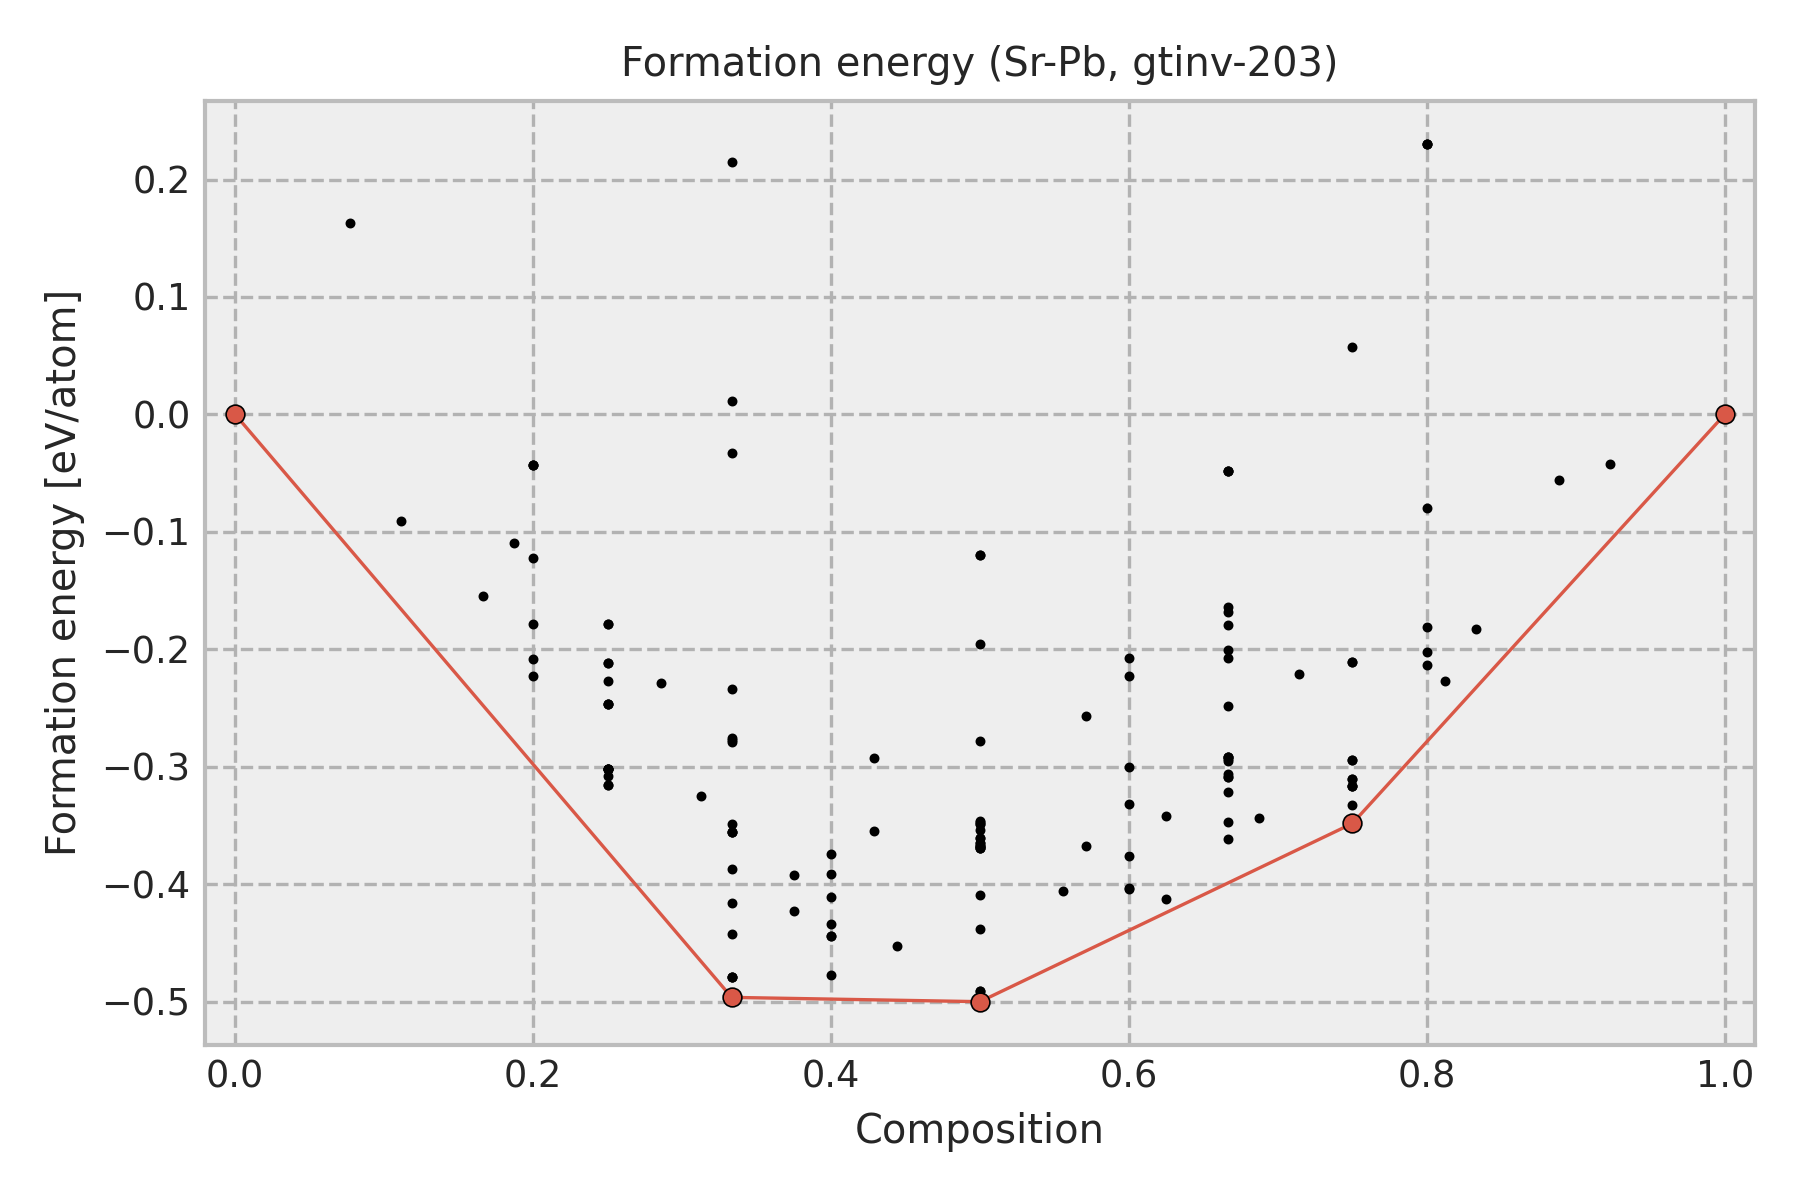 Formation energy (Sr-Pb, gtinv-203)
Formation energy [eV/atom]
0.2
0.1
0.0
−0.1
−0.2
−0.3
−0.4
−0.5
0.0 0.2 0.4 0.6 0.8 1.0
Composition